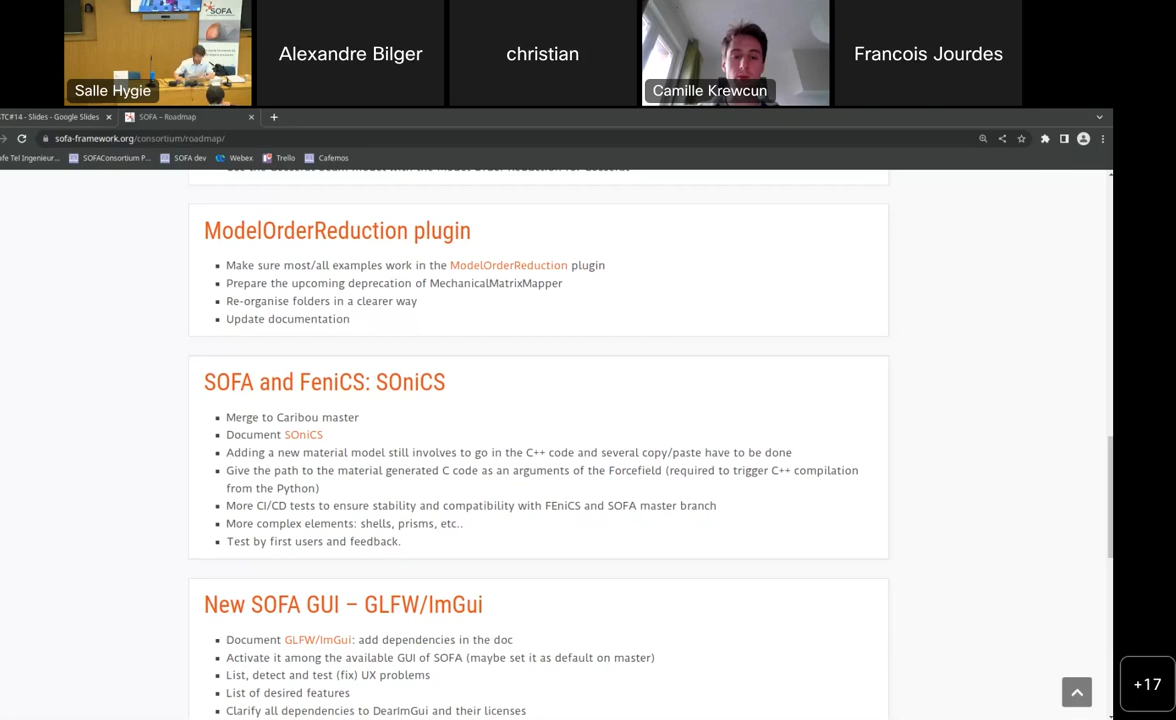 SOFA
Salle Hygie
Alexandre Bilger
christian
Camille Krewcun
Francois Jourdes
TC#14 - Slides - Google Slides
SOFA – Roadmap
sofa-framework.org/consortium/roadmap/
afe Tel Ingenieur...
SOFAConsortium P...
SOFA dev
Webex
Trello
Cafemos
ModelOrderReduction plugin
Make sure most/all examples work in the ModelOrderReduction plugin
Prepare the upcoming deprecation of MechanicalMatrixMapper
Re-organise folders in a clearer way
Update documentation
SOFA and FeniCS: SOniCS
Merge to Caribou master
Document SOniCS
Adding a new material model still involves to go in the C++ code and several copy/paste have to be done
Give the path to the material generated C code as an arguments of the Forcefield (required to trigger C++ compilation
from the Python)
More CI/CD tests to ensure stability and compatibility with FEniCS and SOFA master branch
More complex elements: shells, prisms, etc..
Test by first users and feedback.
New SOFA GUI – GLFW/ImGui
Document GLFW/ImGui: add dependencies in the doc
Activate it among the available GUI of SOFA (maybe set it as default on master)
List, detect and test (fix) UX problems
List of desired features
Clarify all dependencies to DearImGui and their licenses
+17